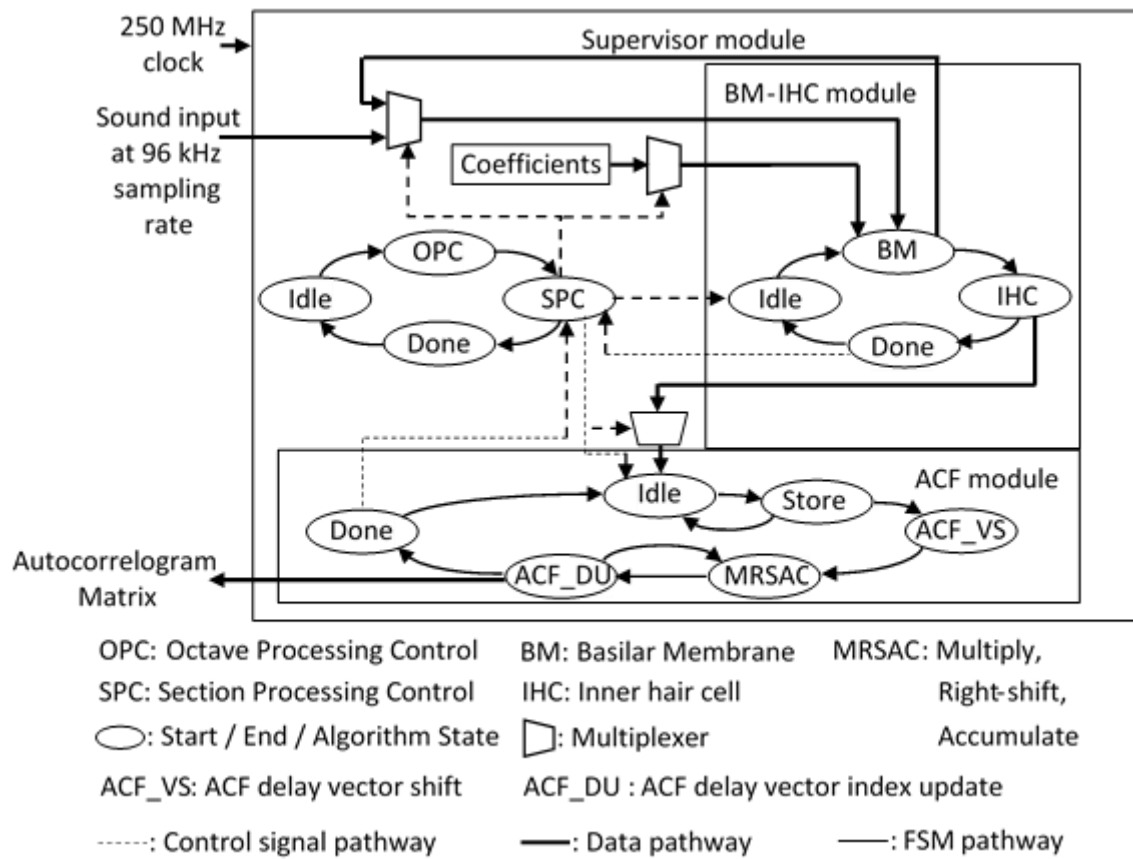 250 MHz
clock
Supervisor module
BM-IHC module
Sound input
at 96 kHz
sampling
rate
Coefficients
OPC
BM
Idle
SPC
Idle
IHC
Done
Done
Idle
ACF module
Store
Done
ACF_VS
Autocorrelogram
Matrix
ACF_DU
MRSAC
OPC: Octave Processing Control
BM: Basilar Membrane
MRSAC: Multiply,
SPC: Section Processing Control
IHC: Inner hair cell
Right-shift,
: Start / End / Algorithm State
: Multiplexer
Accumulate
ACF_VS: ACF delay vector shift
ACF_DU : ACF delay vector index update
: Control signal pathway
: Data pathway
: FSM pathway